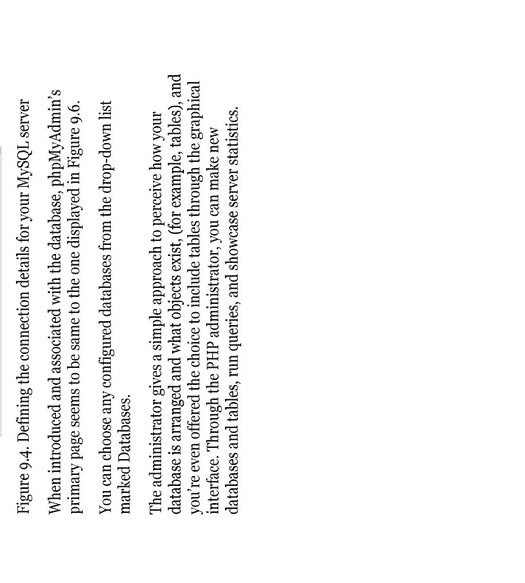 Figure 9.4. Defining the connection details for your MySQL server
When introduced and associated with the database, phpMyAdmin's
primary page seems to be same to the one displayed in Figure 9.6.
You can choose any configured databases from the drop-down list
marked Databases.
The administrator gives a simple approach to perceive how your
database is arranged and what objects exist, (for example, tables), and
you're even offered the choice to include tables through the graphical
interface. Through the PHP administrator, you can make new
databases and tables, run queries, and showcase server statistics.